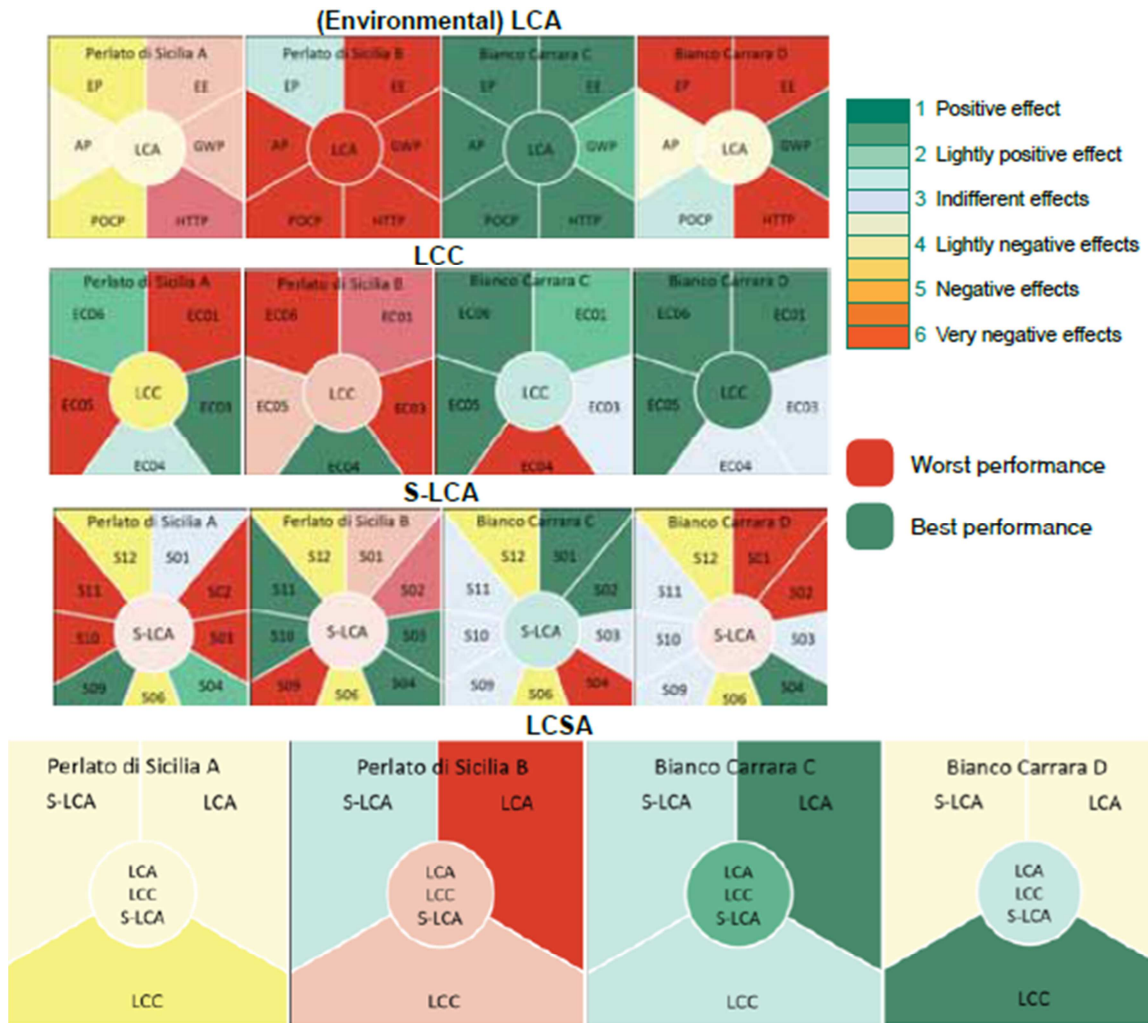 (Environmental) LCA
Perlato di Sicilia A
EP
EE
AP
LCA
GWP
POCP
HTTP
Perlato di Sicilia B
EP
EE
AP
LCA
GWP
POCP
HTTP
Bianco Carrara C
EP
EE
AP
LCA
GWP
POCP
HTTP
Bianco Carrara D
EP
EE
AP
LCA
GWP
POCP
HTTP
1 Positive effect
2 Lightly positive effect
3 Indifferent effects
4 Lightly negative effects
5 Negative effects
6 Very negative effects
LCC
Perlato di Sicilia A
EC06
EC01
LCC
EC05
EC03
EC04
Perlato di Sicilia B
EC06
EC01
LCC
EC05
EC03
EC04
Bianco Carrara C
EC06
EC01
LCC
EC05
EC03
EC04
Bianco Carrara D
EC06
EC01
LCC
EC05
EC03
EC04
Worst performance
Best performance
S-LCA
Perlato di Sicilia A
S12
S01
S11
S02
S10
S-LCA
S01
S09
S04
S06
Perlato di Sicilia B
S12
S01
S11
S02
S10
S-LCA
S03
S09
S04
S06
Bianco Carrara C
S12
S01
S11
S02
S10
S-LCA
S03
S09
S04
S06
Bianco Carrara D
S12
S01
S11
S02
S10
S-LCA
S03
S09
S04
S06
LCSA
Perlato di Sicilia A
S-LCA
LCA
LCA
LCC
S-LCA
LCC
Perlato di Sicilia B
S-LCA
LCA
LCA
LCC
S-LCA
LCC
Bianco Carrara C
S-LCA
LCA
LCA
LCC
S-LCA
LCC
Bianco Carrara D
S-LCA
LCA
LCA
LCC
S-LCA
LCC